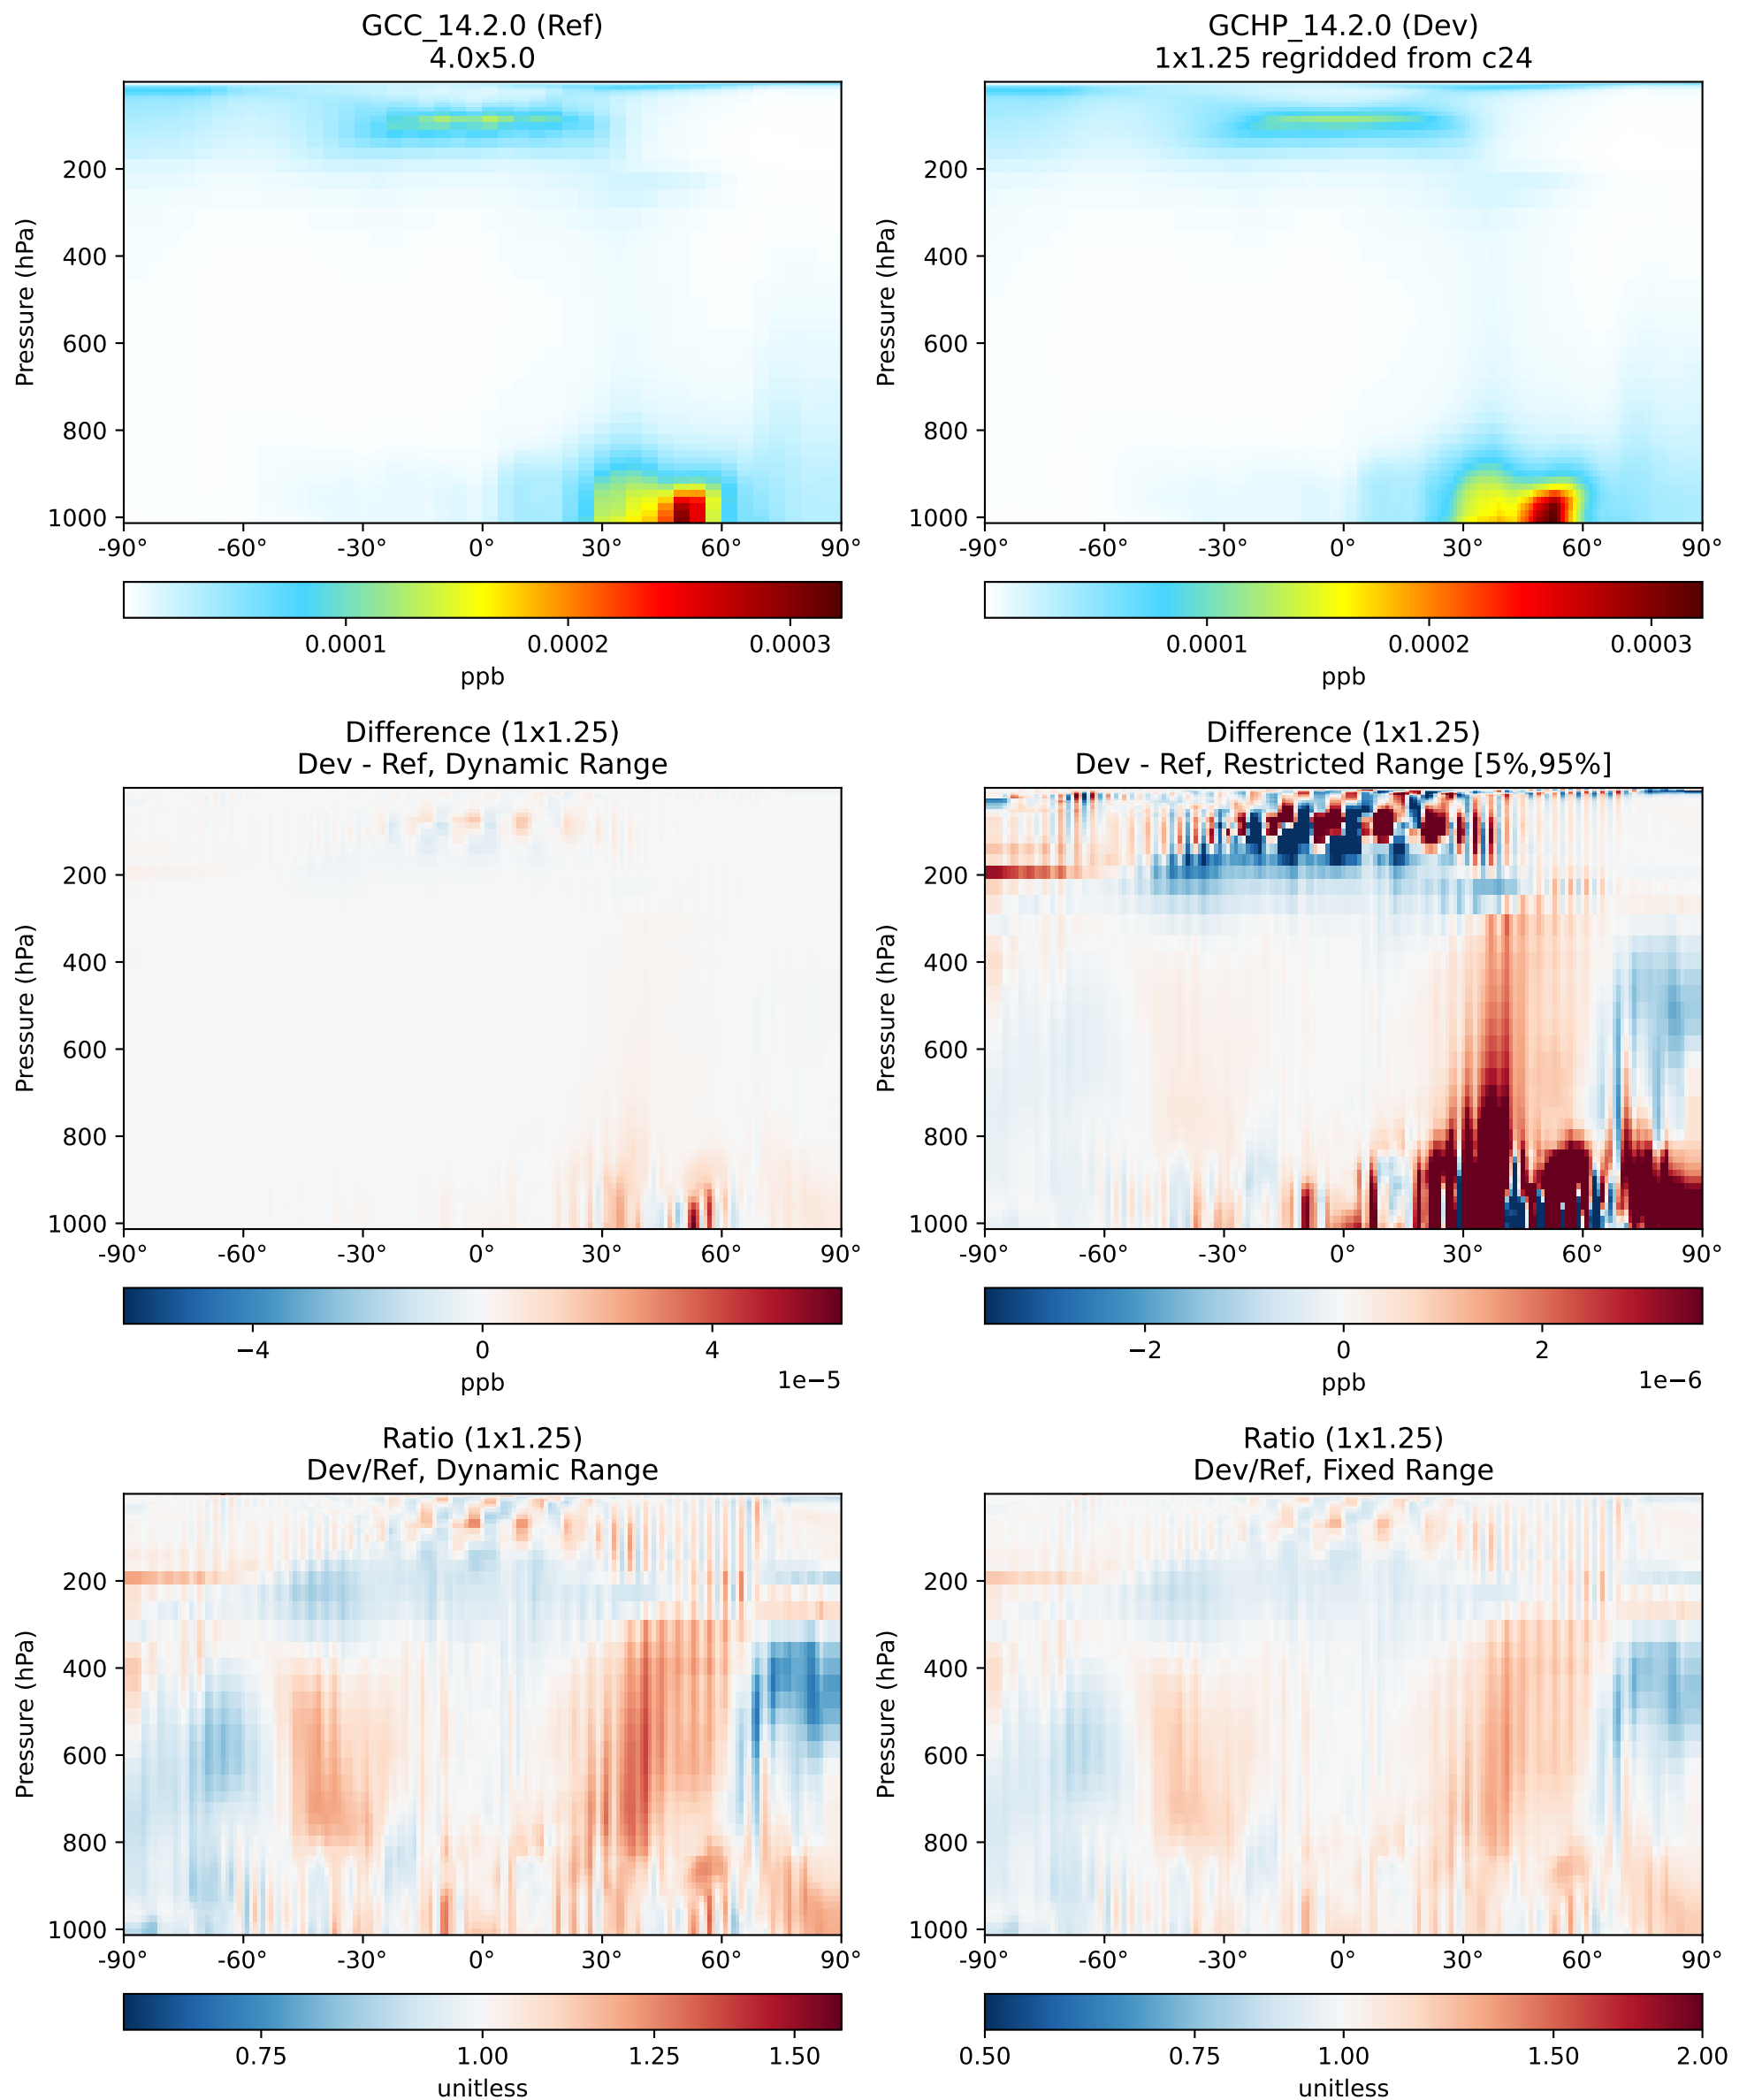 GCC_14.2.0 (Ref)
4.0x5.0
Pressure (hPa)
200
400
600
800
1000
-90° -60° -30° 0° 30° 60° 90°
0.0001 0.0002 0.0003
ppb
GCHP_14.2.0 (Dev)
1x1.25 regridded from c24
Pressure (hPa)
200
400
600
800
1000
-90° -60° -30° 0° 30° 60° 90°
0.0001 0.0002 0.0003
ppb
Difference (1x1.25)
Dev - Ref, Dynamic Range
Pressure (hPa)
200
400
600
800
1000
-90° -60° -30° 0° 30° 60° 90°
−4 0 4
ppb
1e−5
Difference (1x1.25)
Dev - Ref, Restricted Range [5%,95%]
Pressure (hPa)
200
400
600
800
1000
-90° -60° -30° 0° 30° 60° 90°
−2 0 2
ppb
1e−6
Ratio (1x1.25)
Dev/Ref, Dynamic Range
Pressure (hPa)
200
400
600
800
1000
-90° -60° -30° 0° 30° 60° 90°
0.75 1.00 1.25 1.50
unitless
Ratio (1x1.25)
Dev/Ref, Fixed Range
Pressure (hPa)
200
400
600
800
1000
-90° -60° -30° 0° 30° 60° 90°
0.50 0.75 1.00 1.50 2.00
unitless